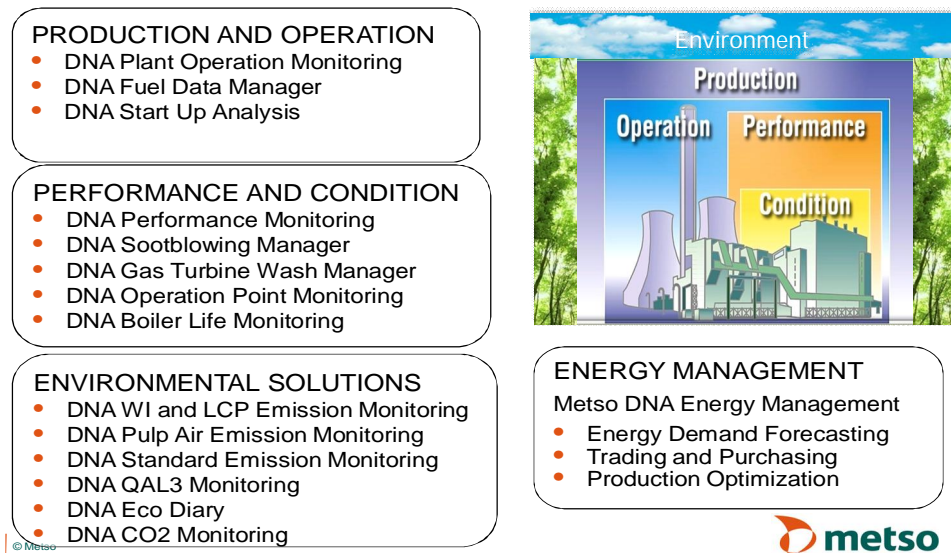 PRODUCTION AND OPERATION
• DNA Plant Operation Monitoring
• DNA Fuel Data Manager
• DNA Start Up Analysis
PERFORMANCE AND CONDITION
• DNA Performance Monitoring
• DNA Sootblowing Manager
• DNA Gas Turbine Wash Manager
• DNA Operation Point Monitoring
• DNA Boiler Life Monitoring
ENVIRONMENTAL SOLUTIONS
• DNA WI and LCP Emission Monitoring
• DNA Pulp Air Emission Monitoring
• DNA Standard Emission Monitoring
• DNA QAL3 Monitoring
• DNA Eco Diary
• DNA CO2 Monitoring
© Metso
Environment
Production
Operation
Performance
Condition
ENERGY MANAGEMENT
Metso DNA Energy Management
• Energy Demand Forecasting
• Trading and Purchasing
• Production Optimization
metso